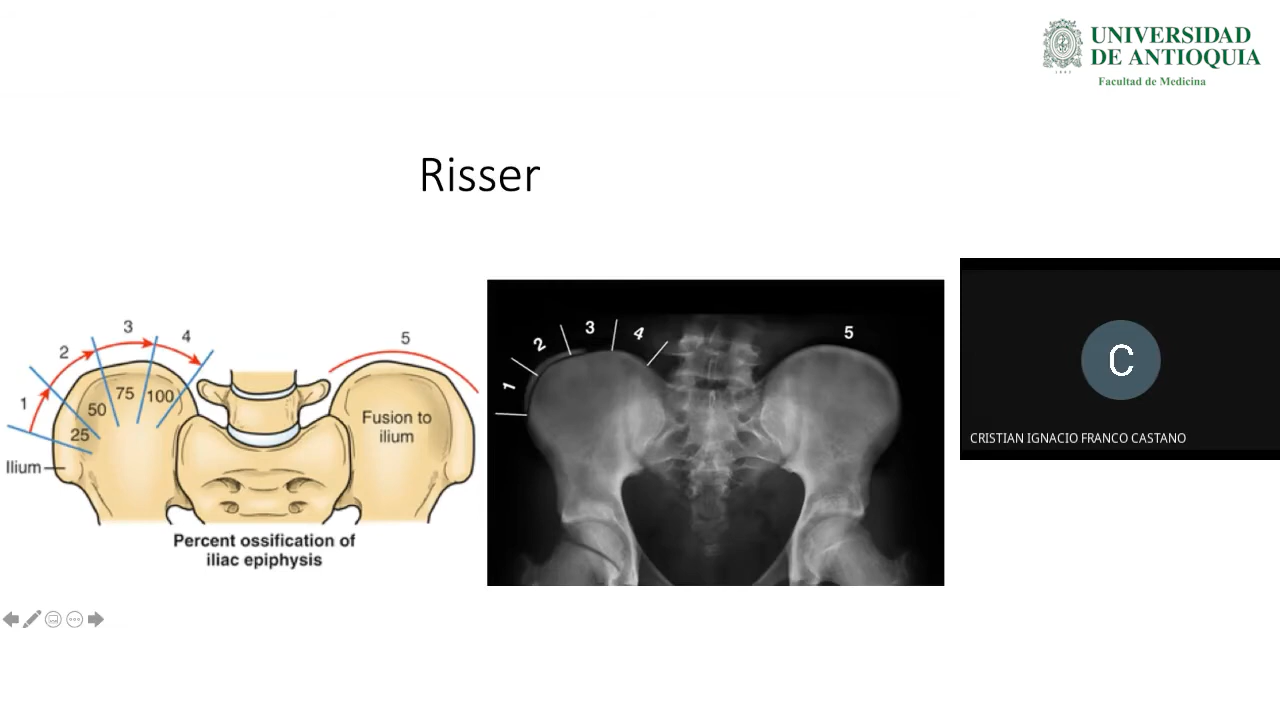 UNIVERSIDAD
DE ANTIOQUIA
1803
Facultad de Medicina
Risser
1
2
3
4
5
25
50
75
100
Fusion to
ilium
Ilium
Percent ossification of
iliac epiphysis
1
2
3
4
5
C
CRISTIAN IGNACIO FRANCO CASTANO